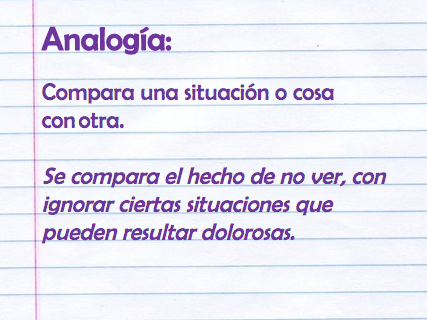 Analogía:
Compara una situación o cosa
con otra.
Se compara el hecho de no ver, con
ignorar ciertas situaciones que
pueden resultar dolorosas.